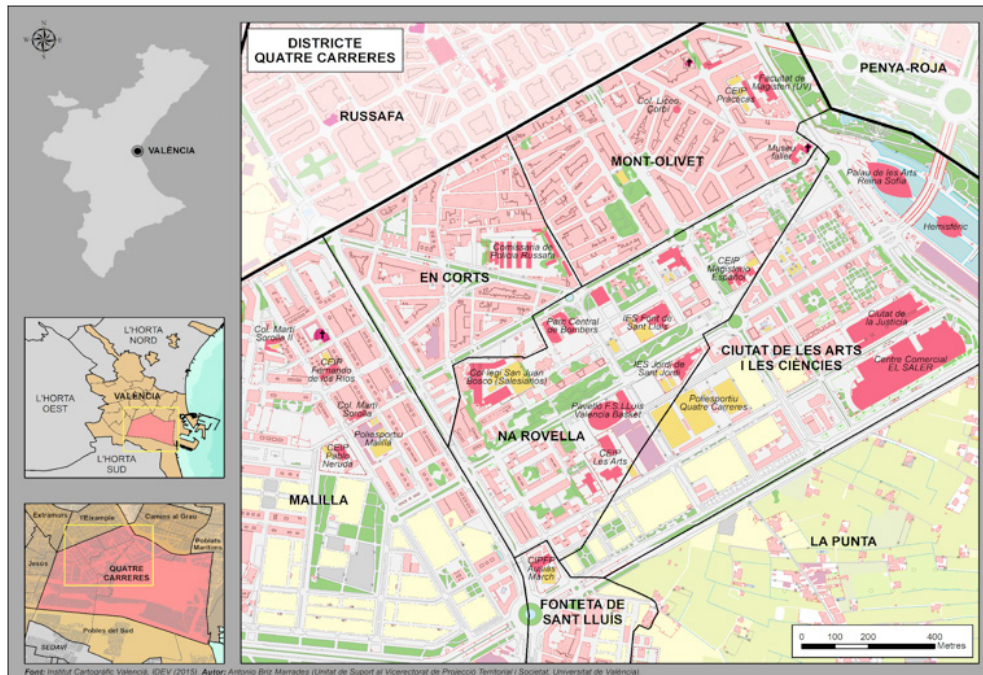 N
W
E
S
VALÈNCIA
L'HORTA
NORD
VALÈNCIA
L'HORTA
OEST
L'HORTA
SUD
Extramurs
l'Eixample
Camins al Grau
Poblats
Marítims
Jesús
QUATRE
CARRERES
Pobles del Sud
SEDAVÍ
DISTRICTE
QUATRE CARRERES
RUSSAFA
PENYA-ROJA
Facultat de
Magisteri (UV)
CEIP
Pràctices
Col. Liceo
Corbí
MONT-OLIVET
Museu
faller
Palau de les Arts
Reina Sofía
Hemisfèric
Comissaria de
Policia Russafa
EN CORTS
CEIP
Magisterio
Español
Col. Martí
Sorolla II
Parc Central
de Bombers
IES Font de
Sant Lluís
Ciutat de
la Justicia
CEIP
Fernando
de los Ríos
Col·legi San Juan
Bosco (Salesianos)
IES Jordi de
Sant Jordi
CIUTAT DE LES ARTS
I LES CIÈNCIES
Centre Comercial
EL SALER
Col. Martí
Sorolla
Pavelló F.S.LLuís
Valencia Basket
Poliesportiu
Quatre Carreres
Poliesportiu
Malilla
NA ROVELLA
CEIP
Pablo
Neruda
CEIP
Les Arts
MALILLA
LA PUNTA
CIPFP
Ausiàs
March
FONTETA DE
SANT LLUÍS
0 100 200 400
Metres
Font: Institut Cartogràfic Valencià, IDEV (2015). Autor: Antonio Briz Marrades (Unitat de Suport al Vicerectorat de Projecció Territorial i Societat, Universitat de València)